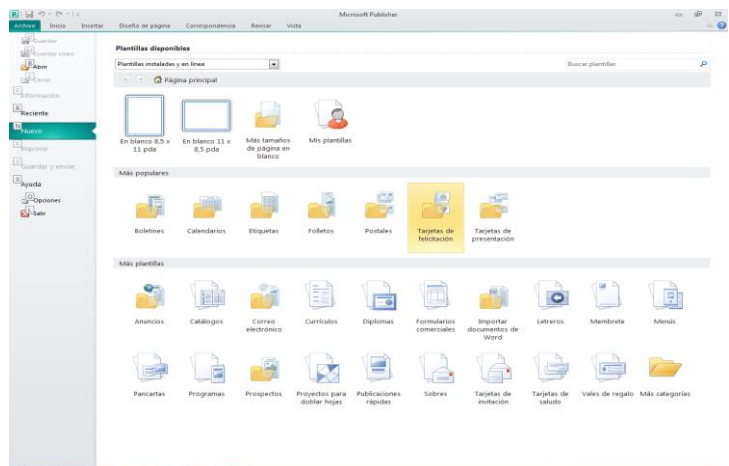 Microsoft Publisher
Archivo Inicio Insertar Diseño de página Correspondencia Revisar Vista
Guardar
Guardar como
Abrir
Cerrar
Información
Reciente
Nuevo
Imprimir
Guardar y enviar
Ayuda
Opciones
Salir
Plantillas disponibles
Plantillas instaladas y en línea
Buscar plantillas
Página principal
En blanco 8,5 x
11 pda
En blanco 11 x
8,5 pda
Más tamaños
de página en
blanco
Mis plantillas
Más populares
Boletines
Calendarios
Etiquetas
Folletos
Postales
Tarjetas de
felicitación
Tarjetas de
presentación
Más plantillas
Anuncios
Catálogos
Correo
electrónico
Currículos
Diplomas
Formularios
comerciales
Importar
documentos de
Word
Letreros
Membrete
Menús
Pancartas
Programas
Prospectos
Proyectos para
doblar hojas
Publicaciones
rápidas
Sobres
Tarjetas de
invitación
Tarjetas de
saludo
Vales de regalo
Más categorías